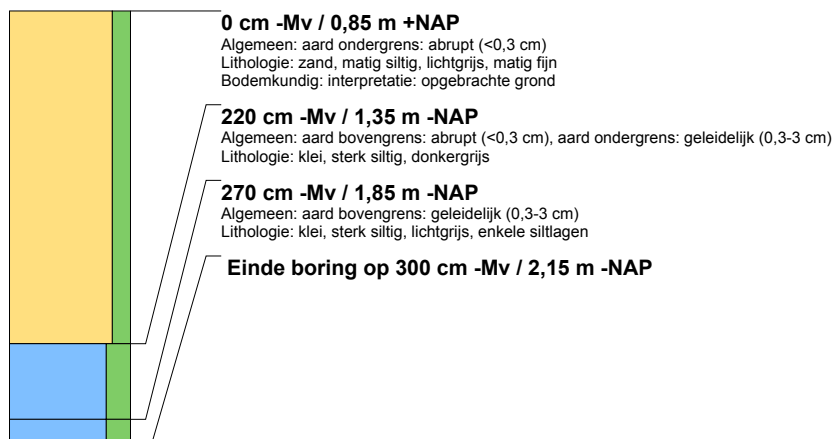 0 cm -Mv / 0,85 m +NAP
Algemeen: aard ondergrens: abrupt (<0,3 cm)
Lithologie: zand, matig siltig, lichtgrijs, matig fijn
Bodemkundig: interpretatie: opgebrachte grond
220 cm -Mv / 1,35 m -NAP
Algemeen: aard bovengrens: abrupt (<0,3 cm), aard ondergrens: geleidelijk (0,3-3 cm)
Lithologie: klei, sterk siltig, donkergrijs
270 cm -Mv / 1,85 m -NAP
Algemeen: aard bovengrens: geleidelijk (0,3-3 cm)
Lithologie: klei, sterk siltig, lichtgrijs, enkele siltlagen
Einde boring op 300 cm -Mv / 2,15 m -NAP